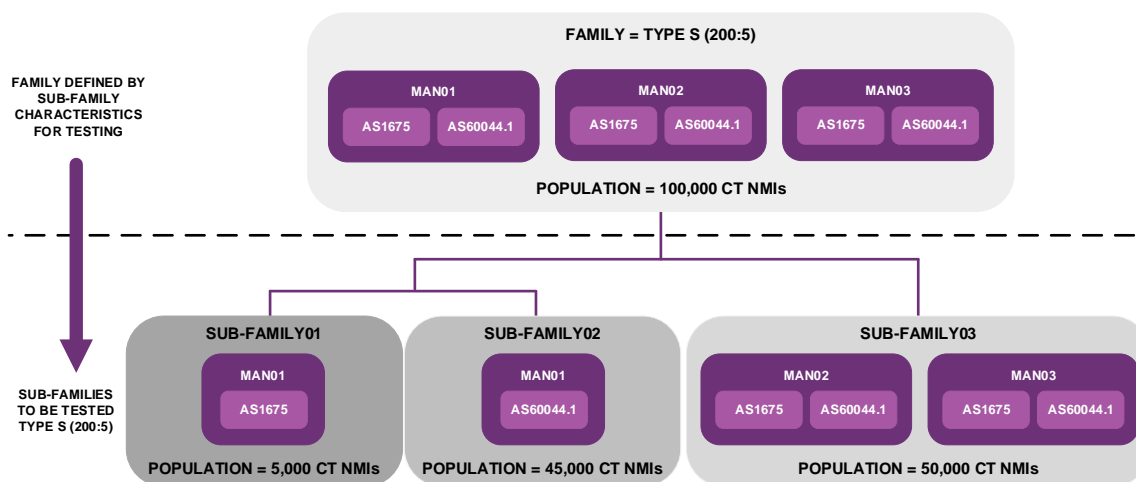 FAMILY = TYPE S (200:5)
FAMILY DEFINED BY
SUB-FAMILY
CHARACTERISTICS
FOR TESTING
MAN01
AS1675
AS60044.1
MAN02
AS1675
AS60044.1
MAN03
AS1675
AS60044.1
POPULATION = 100,000 CT NMIs
SUB-FAMILIES
TO BE TESTED
TYPE S (200:5)
SUB-FAMILY01
MAN01
AS1675
POPULATION = 5,000 CT NMIs
SUB-FAMILY02
MAN01
AS60044.1
POPULATION = 45,000 CT NMIs
SUB-FAMILY03
MAN02
AS1675
AS60044.1
MAN03
AS1675
AS60044.1
POPULATION = 50,000 CT NMIs